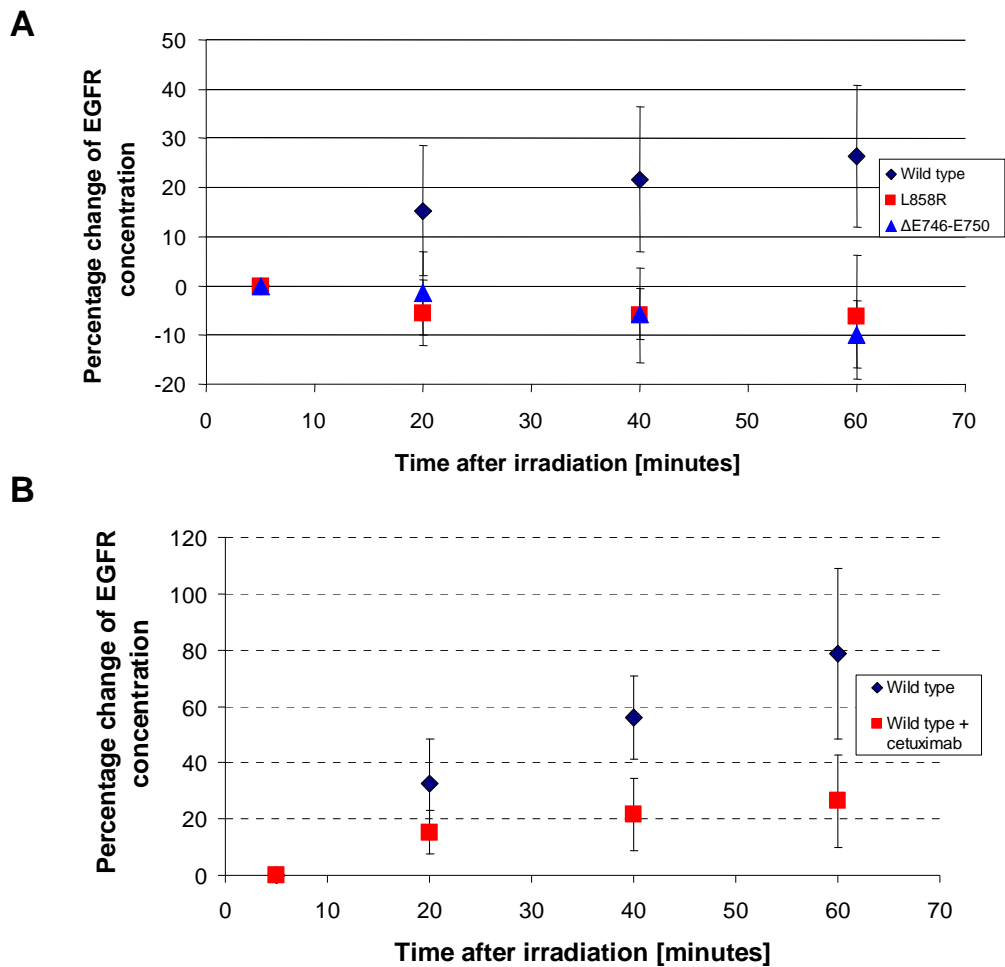 A
Percentage change of EGFR
concentration
50
40
30
20
10
0
-10
-20
0 10 20 30 40 50 60 70
Time after irradiation [minutes]
Wild type
L858R
ΔE746-E750
B
Percentage change of EGFR
concentration
120
100
80
60
40
20
0
0 10 20 30 40 50 60 70
Time after irradiation [minutes]
Wild type
Wild type +
cetuximab